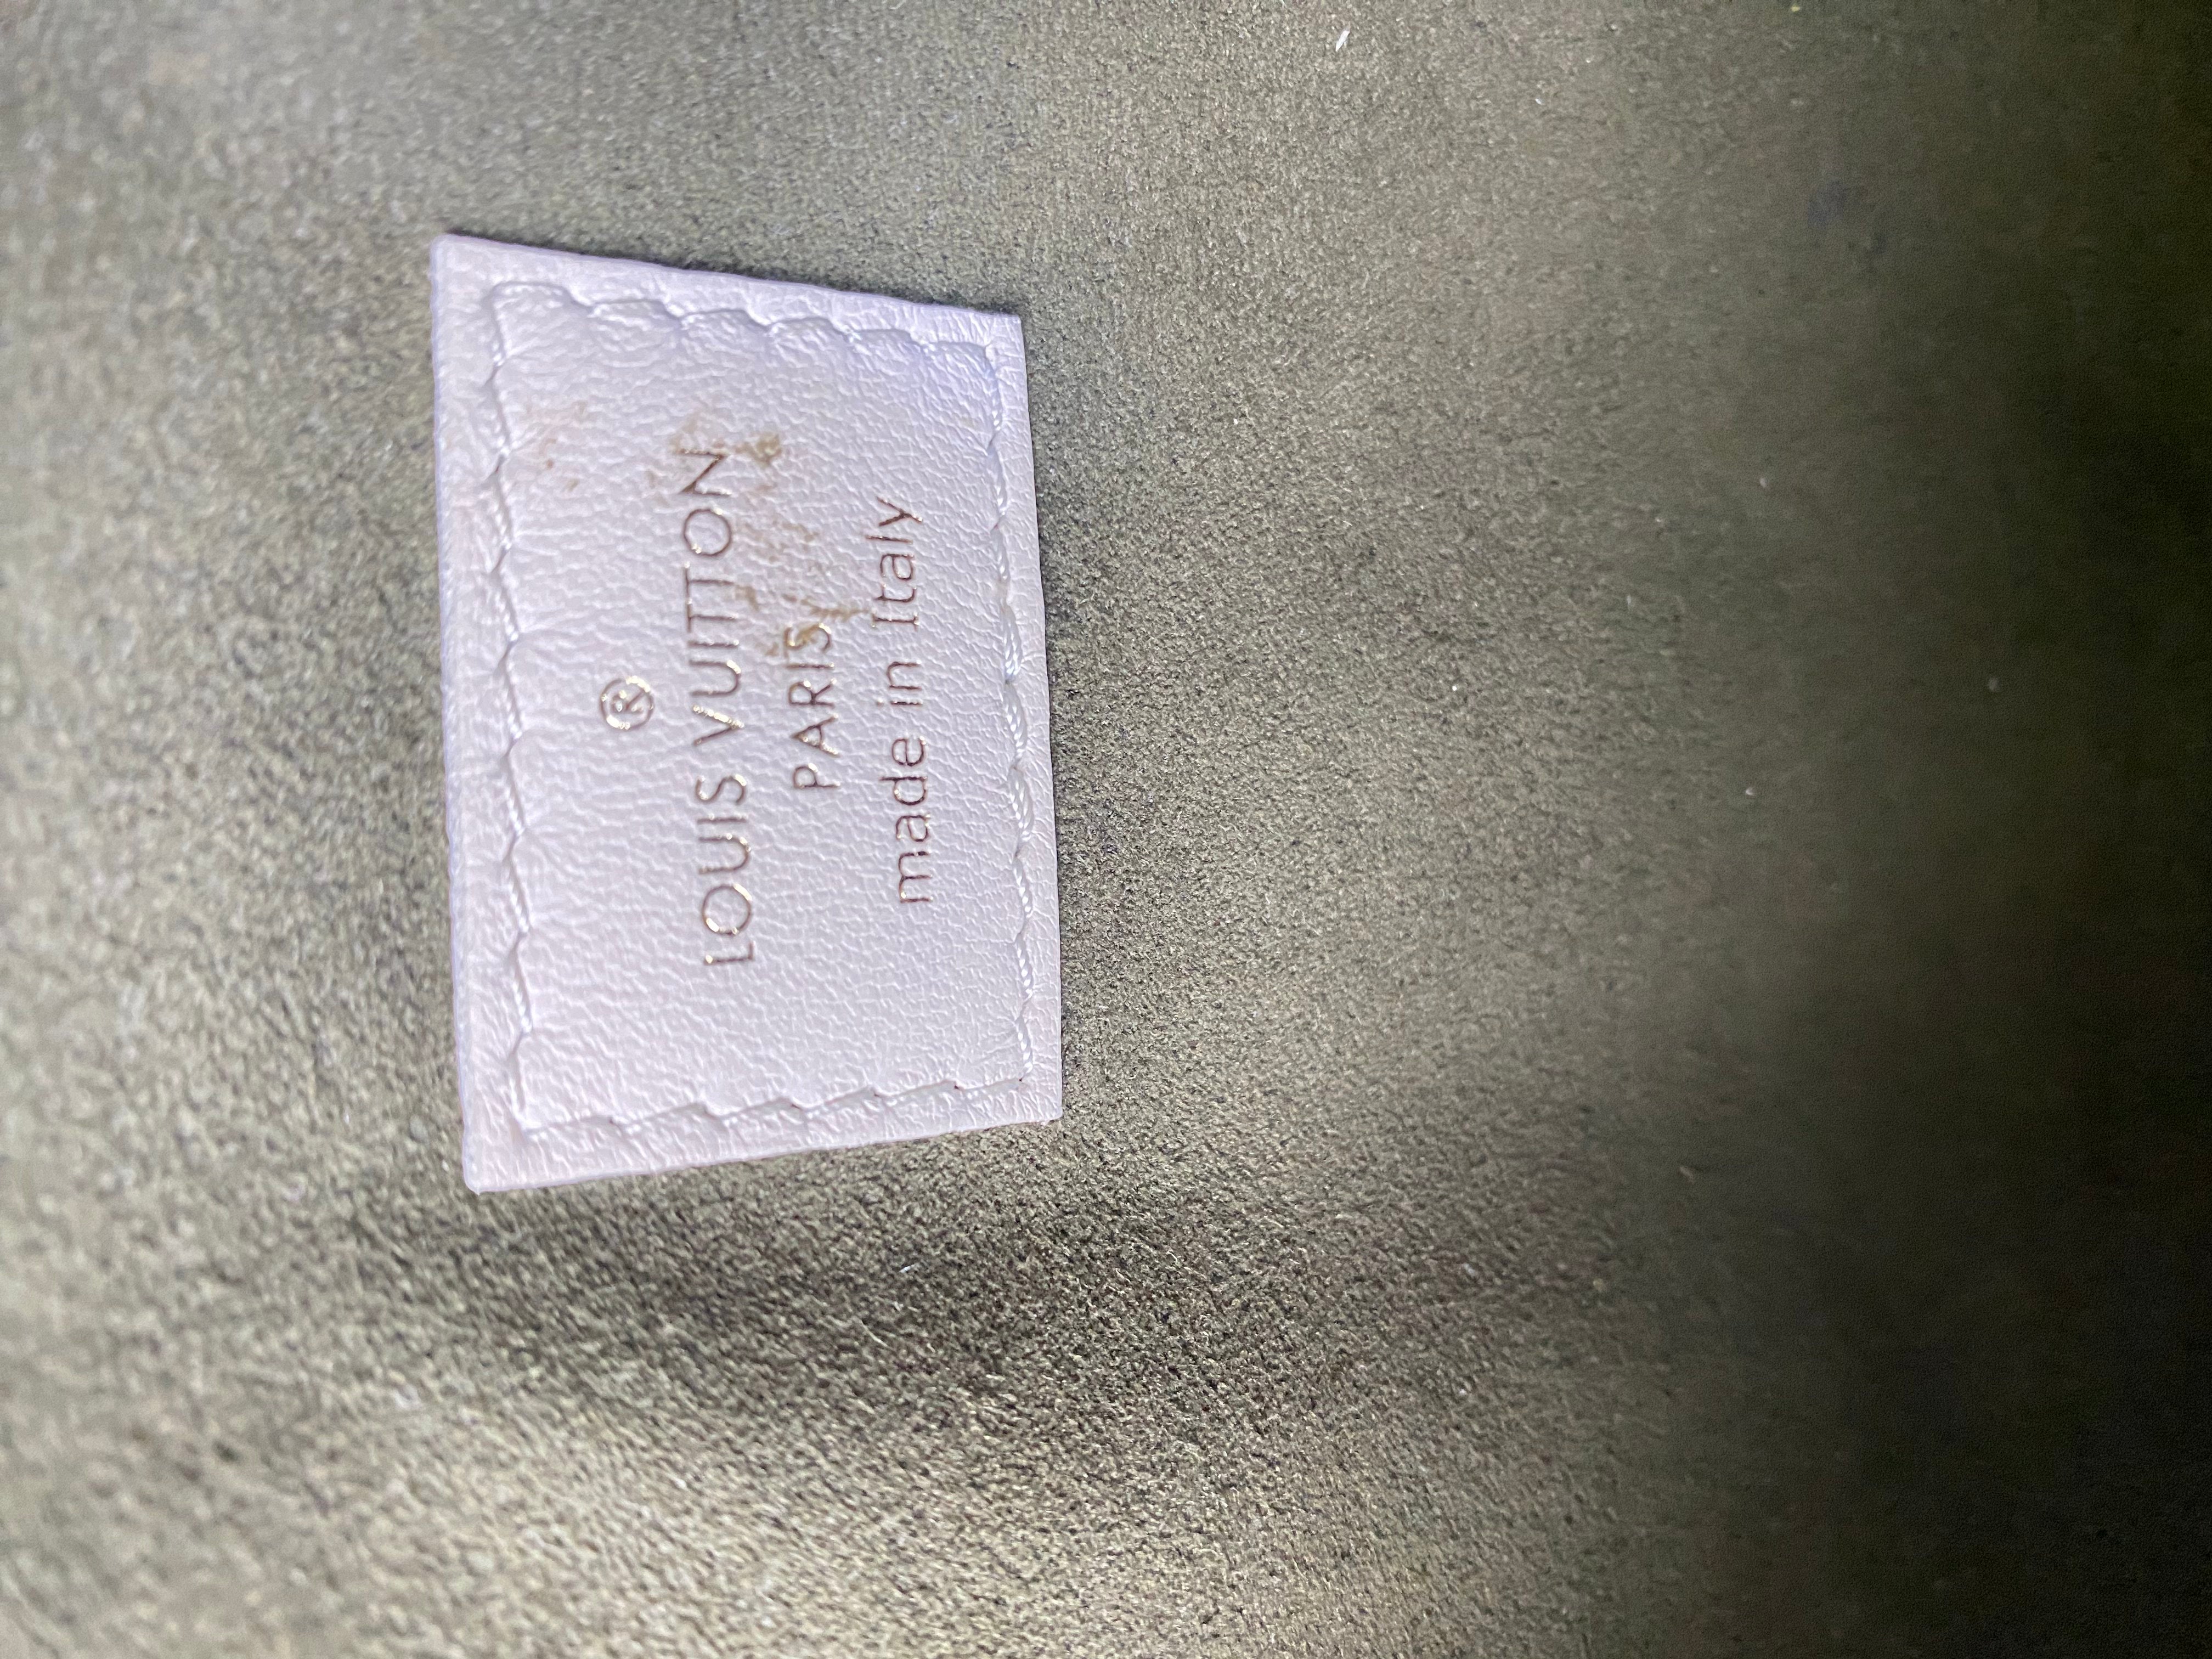 ®
LOUIS VUITTON
PARIS
made in Italy